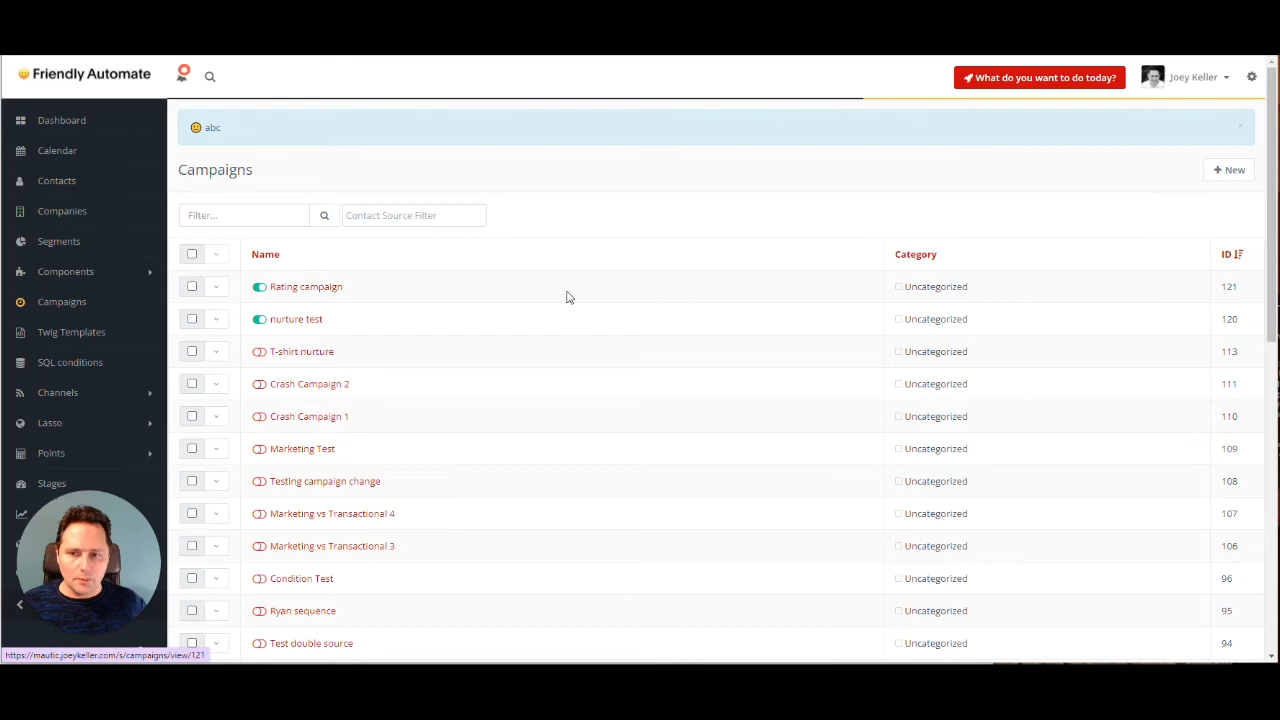 Friendly Automate
What do you want to do today?
Joey Keller
Dashboard
Calendar
Contacts
Companies
Segments
Components
Campaigns
Twig Templates
SQL conditions
Channels
Lasso
Points
Stages
abc
Campaigns
New
Filter...
Contact Source Filter
Name Category ID
Rating campaign Uncategorized 121
nurture test Uncategorized 120
T-shirt nurture Uncategorized 113
Crash Campaign 2 Uncategorized 111
Crash Campaign 1 Uncategorized 110
Marketing Test Uncategorized 109
Testing campaign change Uncategorized 108
Marketing vs Transactional 4 Uncategorized 107
Marketing vs Transactional 3 Uncategorized 106
Condition Test Uncategorized 96
Ryan sequence Uncategorized 95
Test double source Uncategorized 94
https://mautic.joeykeller.com/s/campaigns/view/121